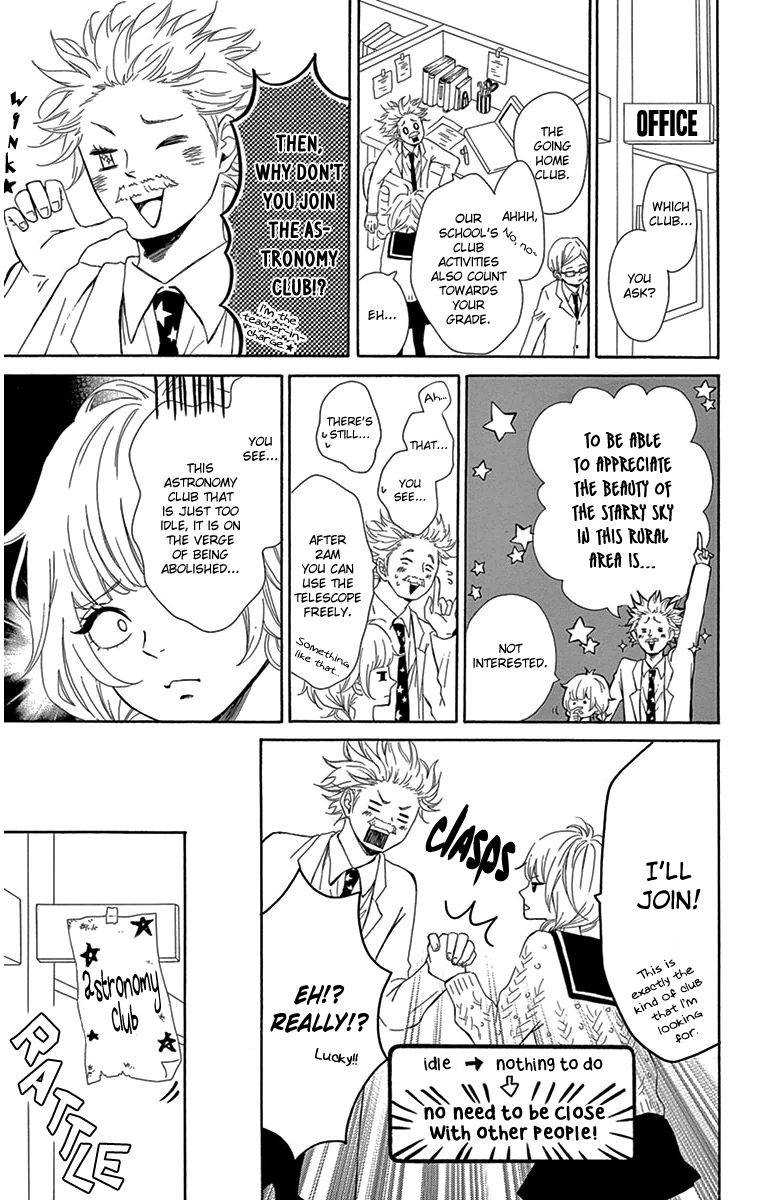 OFFICE
WHICH
CLUB...
YOU
ASK?
THE
GOING
HOME
CLUB.
AHHH,
No, no~
OUR
SCHOOL'S
CLUB
ACTIVITIES
ALSO COUNT
TOWARDS
YOUR
GRADE.
EH...
THEN,
WHY DON'T
YOU JOIN
THE AS-
TRONOMY
CLUB!?
I'm the
teacher-in-
charge ★
WINK★
TO BE ABLE
TO APPRECIATE
THE BEAUTY OF
THE STARRY SKY
IN THIS RURAL
AREA IS...
NOT
INTERESTED.
Ah...
THAT...
YOU
SEE...
THERE'S
STILL...
AFTER
2AM
YOU CAN
USE THE
TELESCOPE
FREELY.
Something
like that.
YOU
SEE...
THIS
ASTRONOMY
CLUB THAT
IS JUST TOO
IDLE, IT IS ON
THE VERGE
OF BEING
ABOLISHED...
I'LL
JOIN!
This is
exactly the
kind of club
that I'm
looking
for.
clasps
EH!?
REALLY!?
Lucky!!
idle → nothing to do
no need to be close
with other people!
astronomy
club
RATTLE